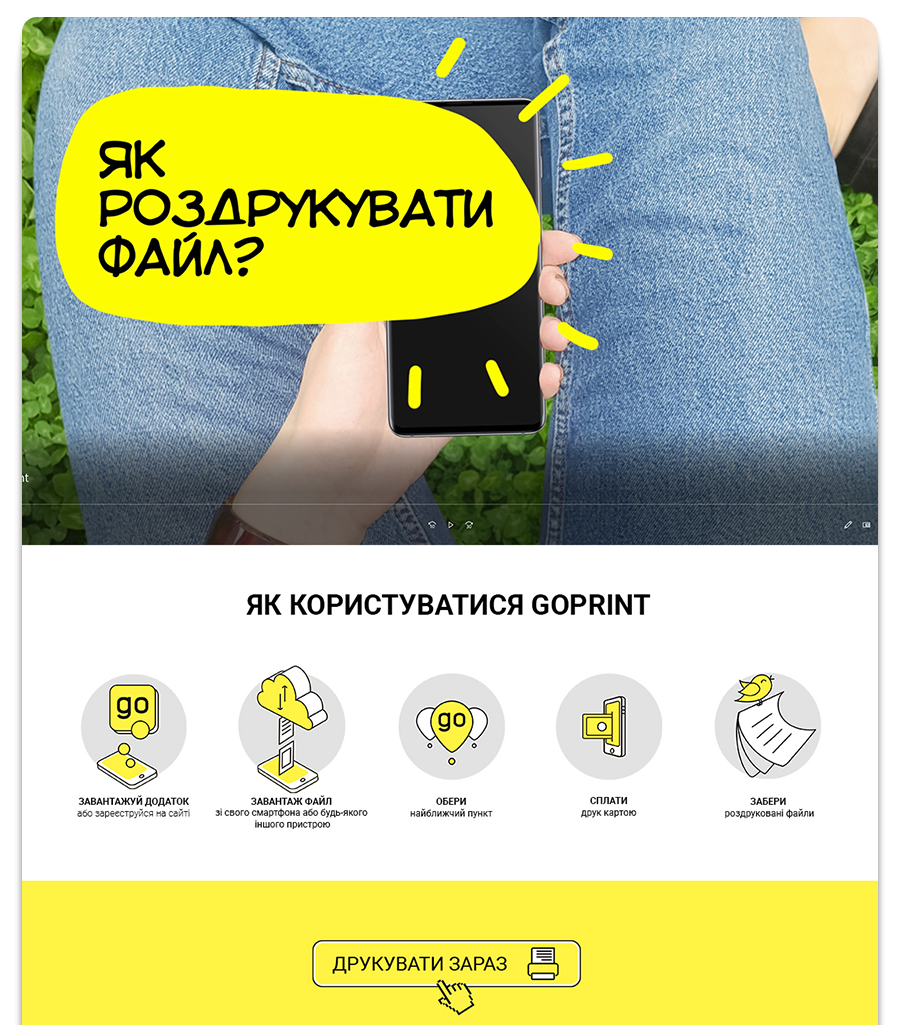 ЯК
РОЗДРУКУВАТИ
ФАЙЛ?
nt
ЯК КОРИСТУВАТИСЯ GOPRINT
go
go
ЗАВАНТАЖУЙ ДОДАТОК
або зареєструйся на сайті
ЗАВАНТАЖ ФАЙЛ
зі свого смартфона або будь-якого
іншого пристрою
ОБЕРИ
найближчий пункт
СПЛАТИ
друк картою
ЗАБЕРИ
роздруковані файли
ДРУКУВАТИ ЗАРАЗ